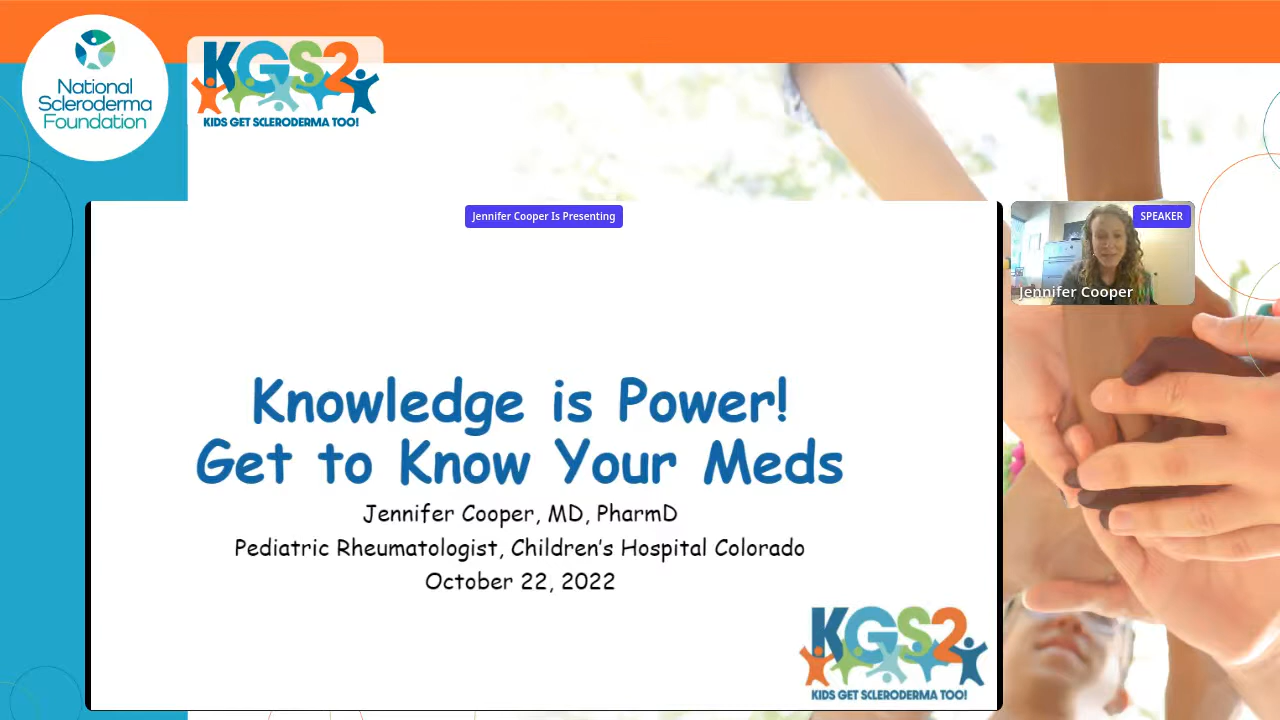 National
Scleroderma
Foundation
KGS2
KIDS GET SCLERODERMA TOO!
Jennifer Cooper Is Presenting
SPEAKER
Jennifer Cooper
Knowledge is Power!
Get to Know Your Meds
Jennifer Cooper, MD, PharmD
Pediatric Rheumatologist, Children's Hospital Colorado
October 22, 2022
KGS2
KIDS GET SCLERODERMA TOO!